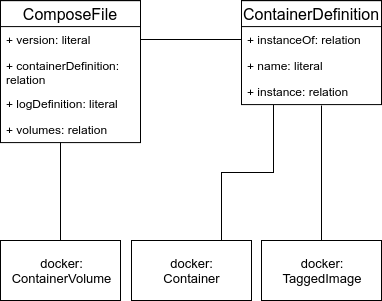 ComposeFile
+ version: literal
+ containerDefinition:
relation
+ logDefinition: literal
+ volumes: relation
ContainerDefinition
+ instanceOf: relation
+ name: literal
+ instance: relation
docker:
ContainerVolume
docker:
Container
docker:
TaggedImage